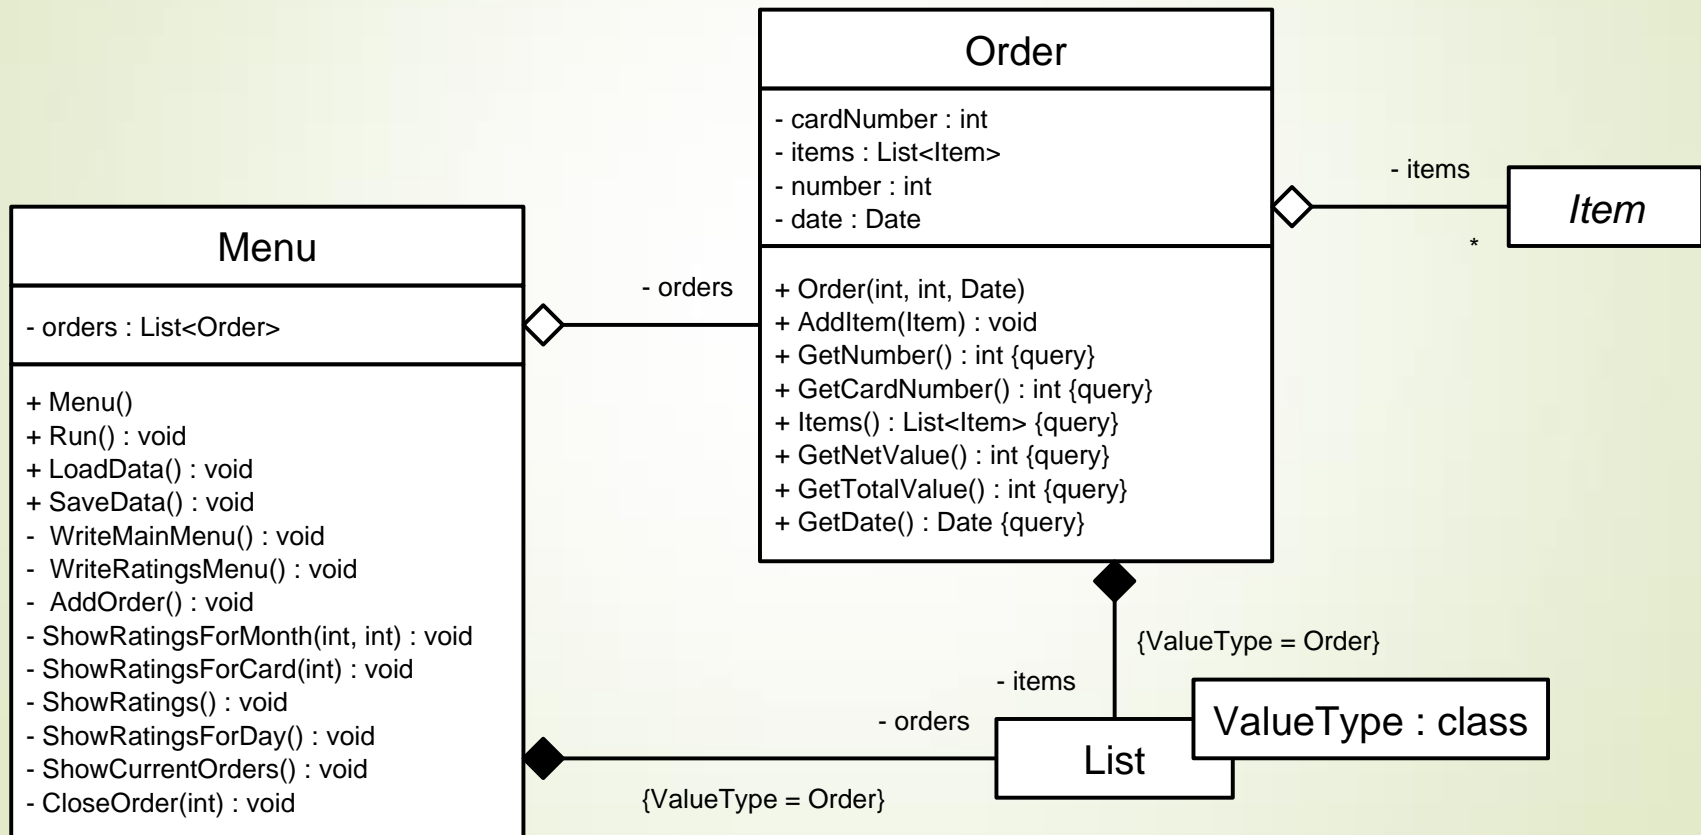 Order
- cardNumber : int
- items : List<Item>
- number : int
- date : Date
+ Order(int, int, Date)
+ AddItem(Item) : void
+ GetNumber() : int {query}
+ GetCardNumber() : int {query}
+ Items() : List<Item> {query}
+ GetNetValue() : int {query}
+ GetTotalValue() : int {query}
+ GetDate() : Date {query}
- items
*
Item
Menu
- orders : List<Order>
+ Menu()
+ Run() : void
+ LoadData() : void
+ SaveData() : void
- WriteMainMenu() : void
- WriteRatingsMenu() : void
- AddOrder() : void
- ShowRatingsForMonth(int, int) : void
- ShowRatingsForCard(int) : void
- ShowRatings() : void
- ShowRatingsForDay() : void
- ShowCurrentOrders() : void
- CloseOrder(int) : void
- orders
{ValueType = Order}
- items
- orders
{ValueType = Order}
List
ValueType : class